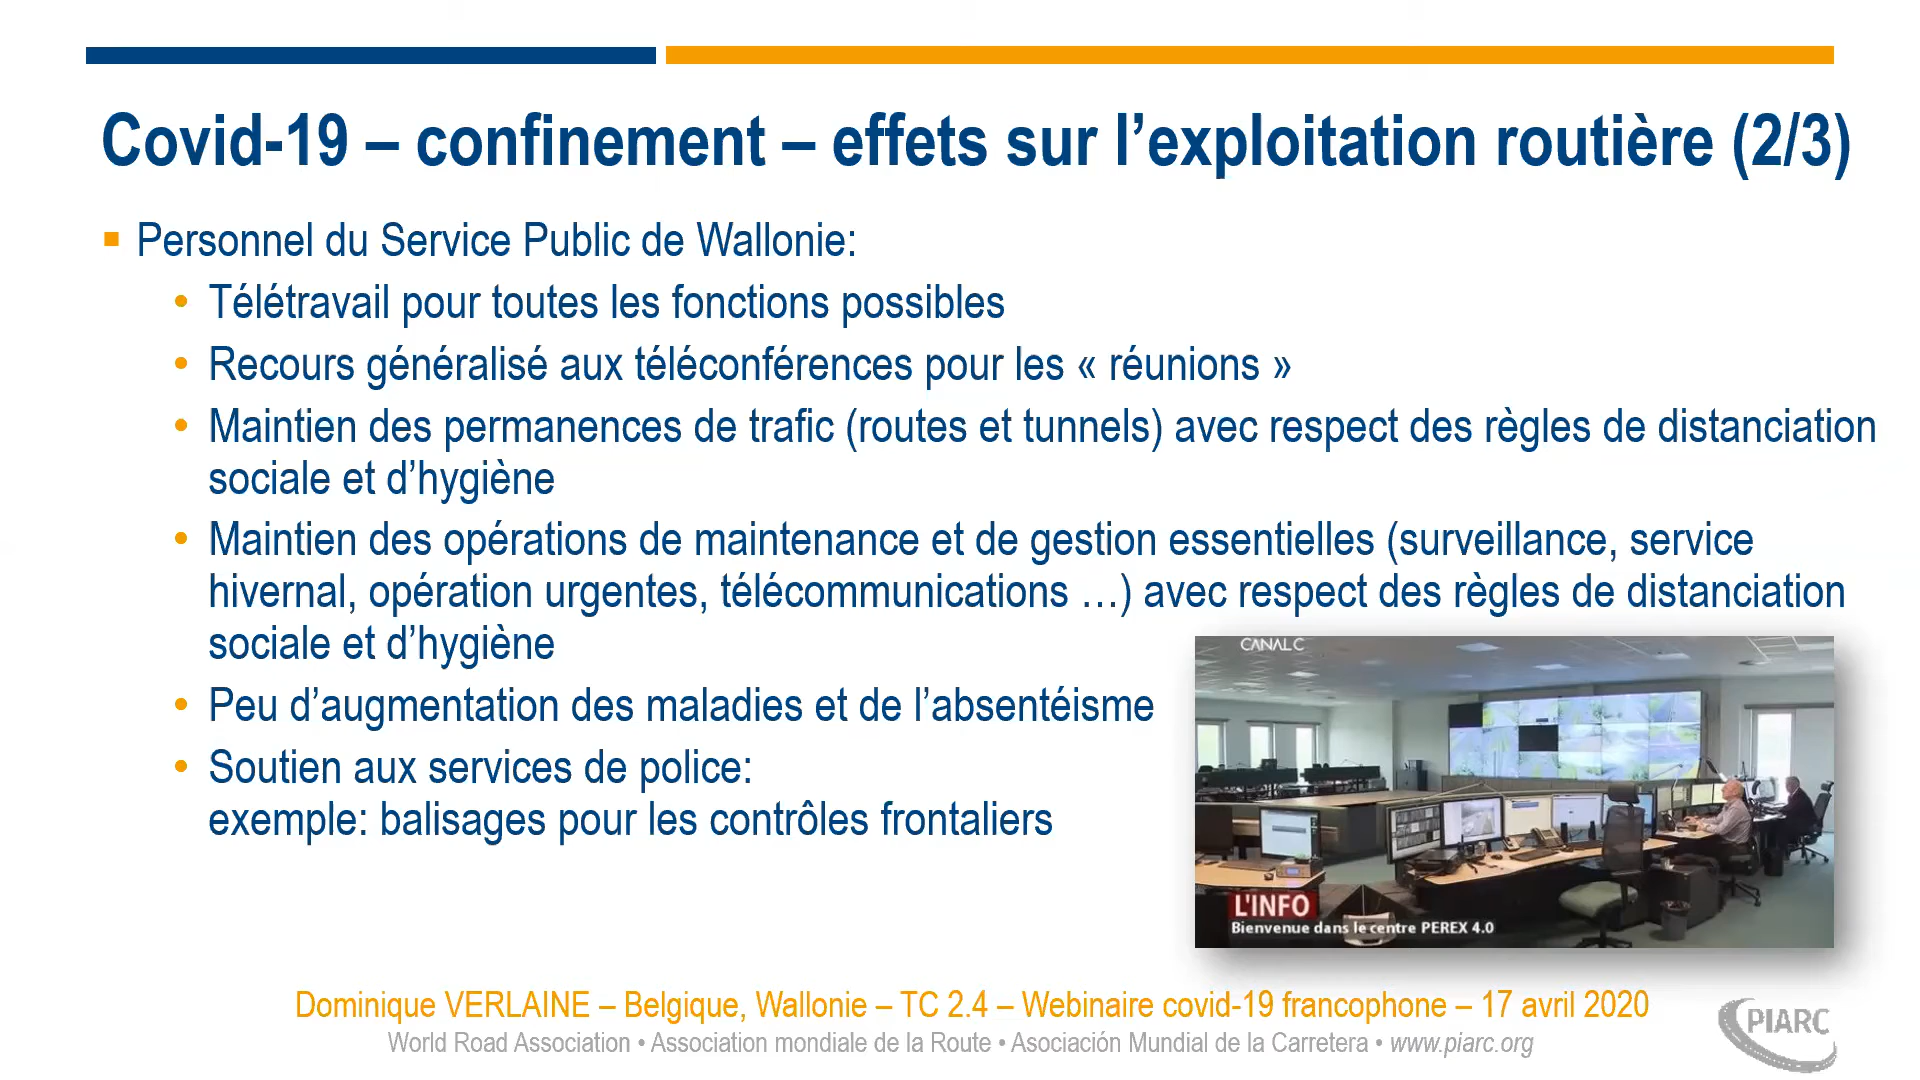 Covid-19 – confinement – effets sur l’exploitation routière (2/3)
Personnel du Service Public de Wallonie:
Télétravail pour toutes les fonctions possibles
Recours généralisé aux téléconférences pour les « réunions »
Maintien des permanences de trafic (routes et tunnels) avec respect des règles de distanciation
sociale et d’hygiène
Maintien des opérations de maintenance et de gestion essentielles (surveillance, service
hivernal, opération urgentes, télécommunications …) avec respect des règles de distanciation
sociale et d’hygiène
Peu d’augmentation des maladies et de l’absentéisme
Soutien aux services de police:
exemple: balisages pour les contrôles frontaliers
CANAL C
L'INFO
Bienvenue dans le centre PEREX 4.0
Dominique VERLAINE – Belgique, Wallonie – TC 2.4 – Webinaire covid-19 francophone – 17 avril 2020
World Road Association • Association mondiale de la Route • Asociación Mundial de la Carretera • www.piarc.org
PIARC